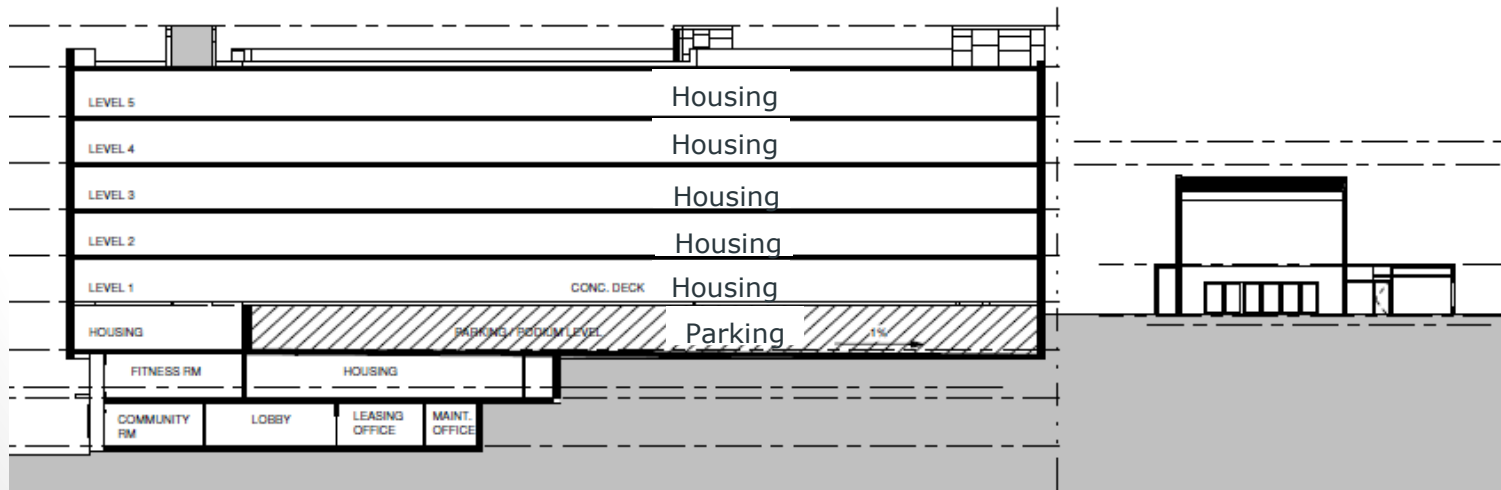 LEVEL 5 Housing
LEVEL 4 Housing
LEVEL 3 Housing
LEVEL 2 Housing
LEVEL 1 CONC. DECK Housing
HOUSING PARKING / PODIUM LEVEL Parking 1%
FITNESS RM HOUSING
COMMUNITY RM
LOBBY
LEASING OFFICE
MAINT. OFFICE